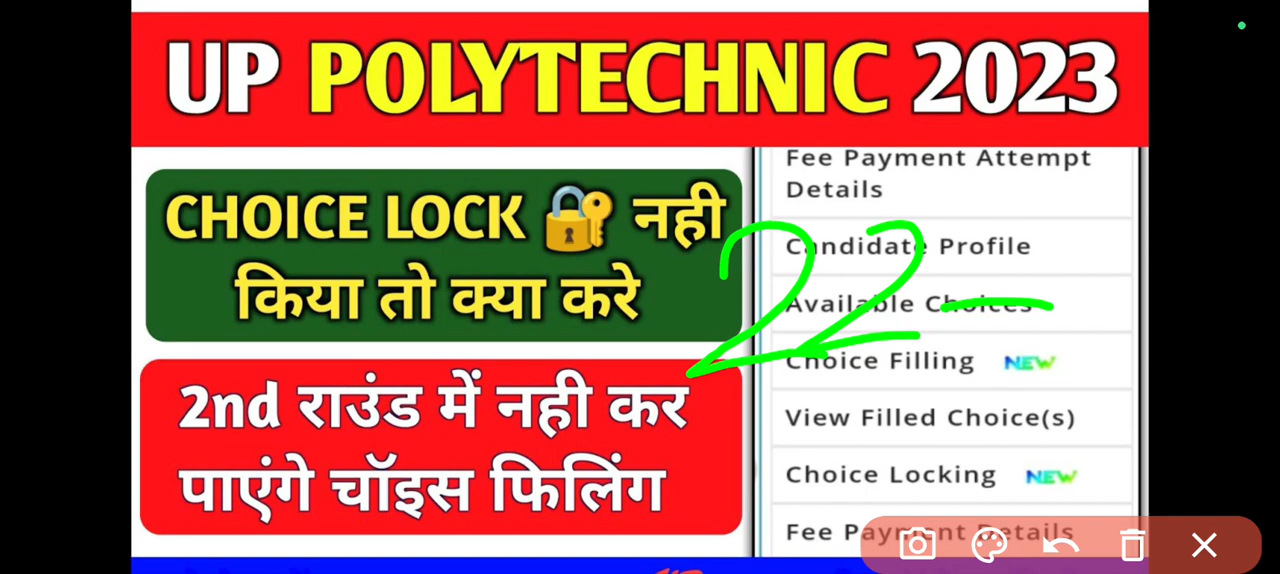 UP POLYTECHNIC 2023
CHOICE LOCK 🔐 नही
किया तो क्या करे
2nd राउंड में नही कर
पाएंगे चॉइस फिलिंग
Fee Payment Attempt
Details
Candidate Profile
Available Choices
Choice Filling NEW
View Filled Choice(s)
Choice Locking NEW
Fee Payment Details
22